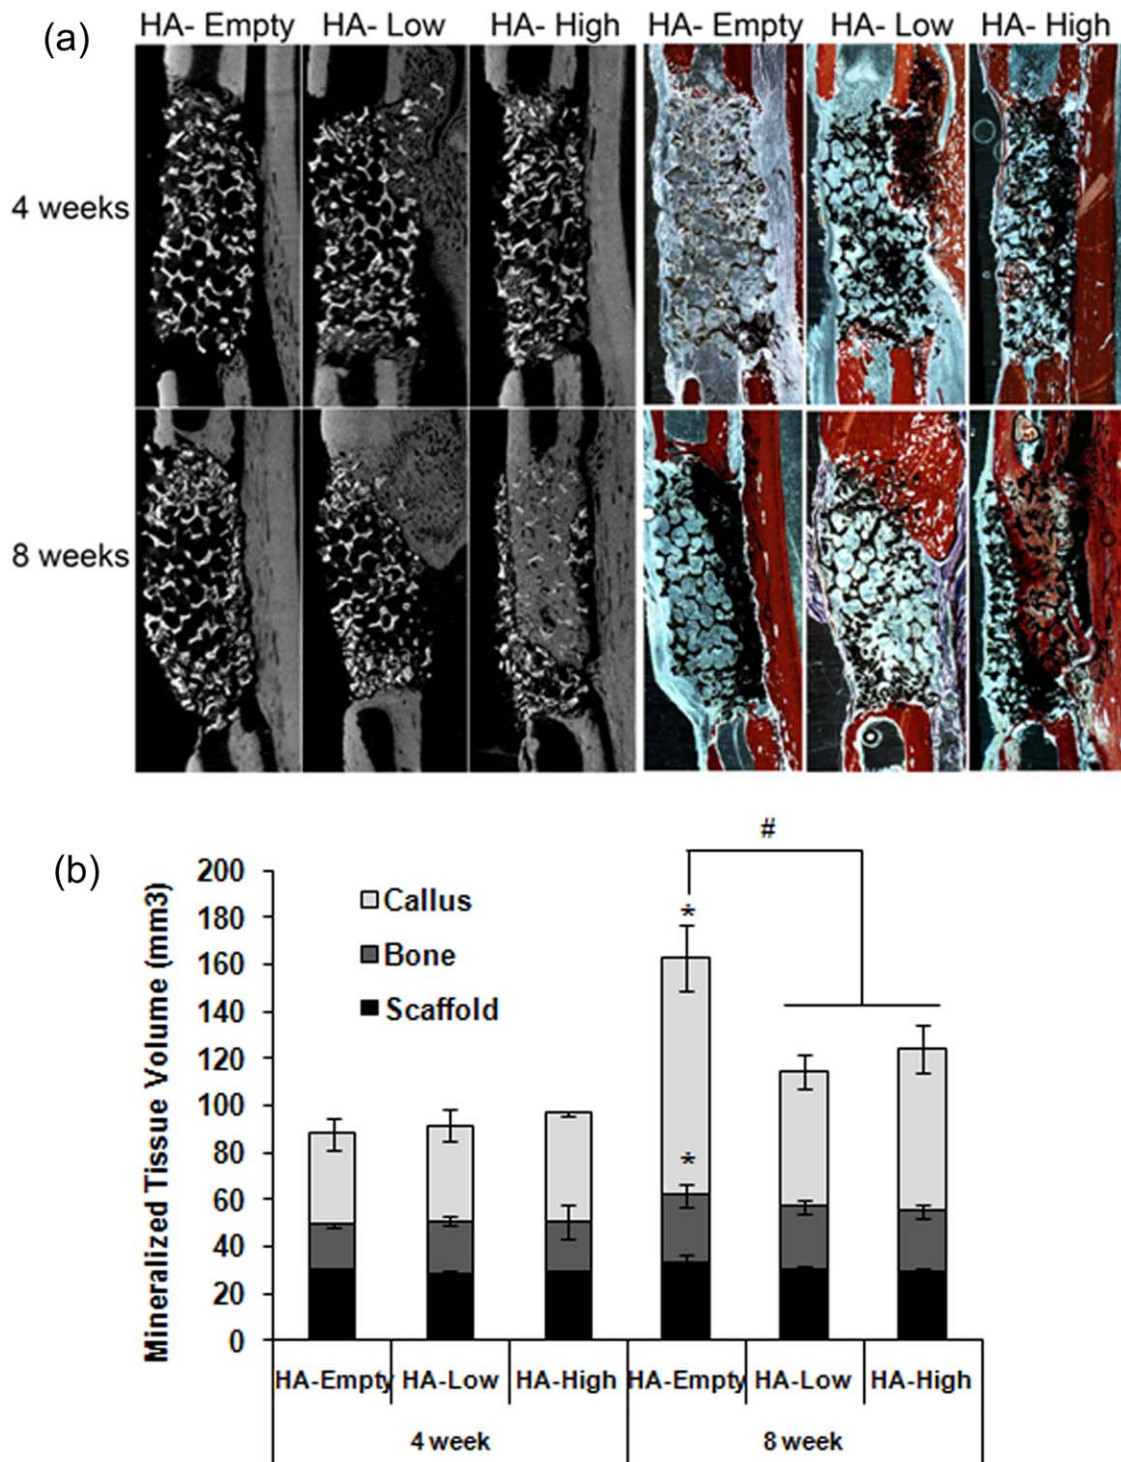 (a)
HA- Empty HA- Low HA- High HA- Empty HA- Low HA- High
4 weeks
8 weeks
(b)
#
Mineralized Tissue Volume (mm3)
200
180
160
140
120
100
80
60
40
20
0
Callus
Bone
Scaffold
*
*
HA-Empty HA-Low HA-High HA-Empty HA-Low HA-High
4 week 8 week